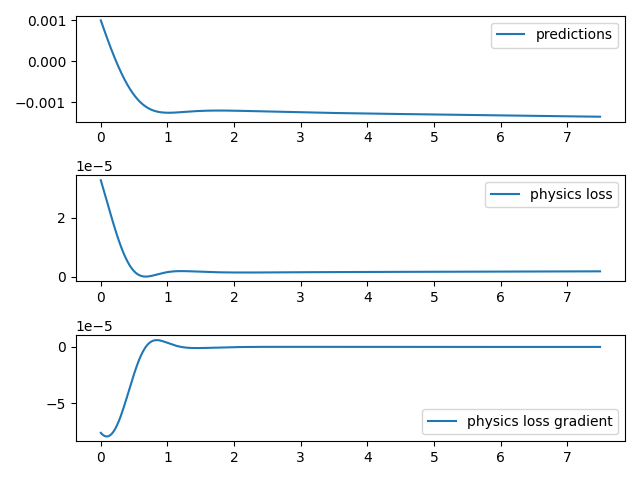 0.001
0.000
−0.001
predictions
0 1 2 3 4 5 6 7
1e−5
2
0
physics loss
0 1 2 3 4 5 6 7
1e−5
0
−5
physics loss gradient
0 1 2 3 4 5 6 7